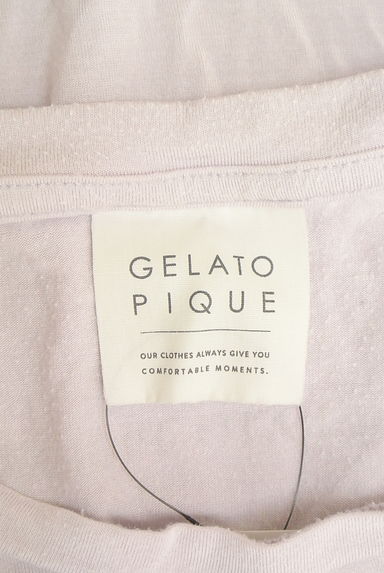 GELATO
PIQUE
OUR CLOTHES ALWAYS GIVE YOU
COMFORTABLE MOMENTS.